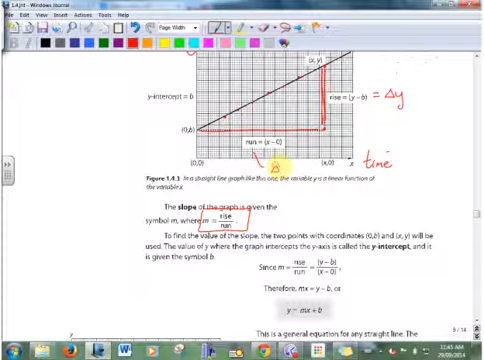 1.4.jnt - Windows Journal
File Edit View Insert Actions Tools Help
Page Width
(x, y)
y-intercept = b
rise = (y – b)
= Δy
(0,b)
run = (x–0)
(0,0)
(x,0)
x
time
8
Figure 1.4.3 In a straight line graph like this one, the variable y is a linear function of
the variable x
The slope of the graph is given the
symbol m, where m = rise
run
To find the value of the slope, the two points with coordinates (0,b) and (x, y) will be
used. The value of y where the graph intercepts the y-axis is called the y-intercept, and it
is given the symbol b.
Since m = rise = (y–b)
run (x–0)
Therefore, mx = y – b, or
y = mx + b
This is a general equation for any straight line. The
y
9 / 14
11:45 AM
29/09/2014